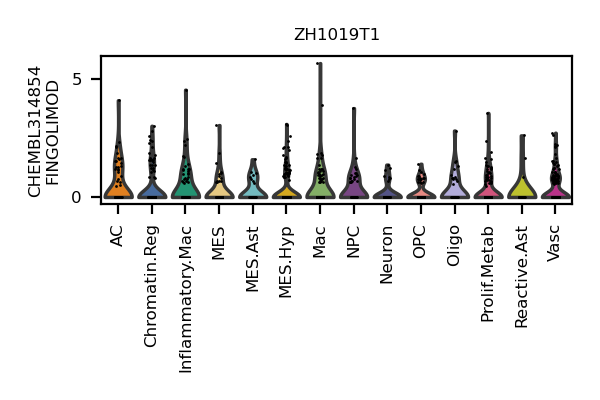 ZH1019T1
CHEMBL314854
FINGOLIMOD
5
0
AC
Chromatin.Reg
Inflammatory.Mac
MES
MES.Ast
MES.Hyp
Mac
NPC
Neuron
OPC
Oligo
Prolif.Metab
Reactive.Ast
Vasc